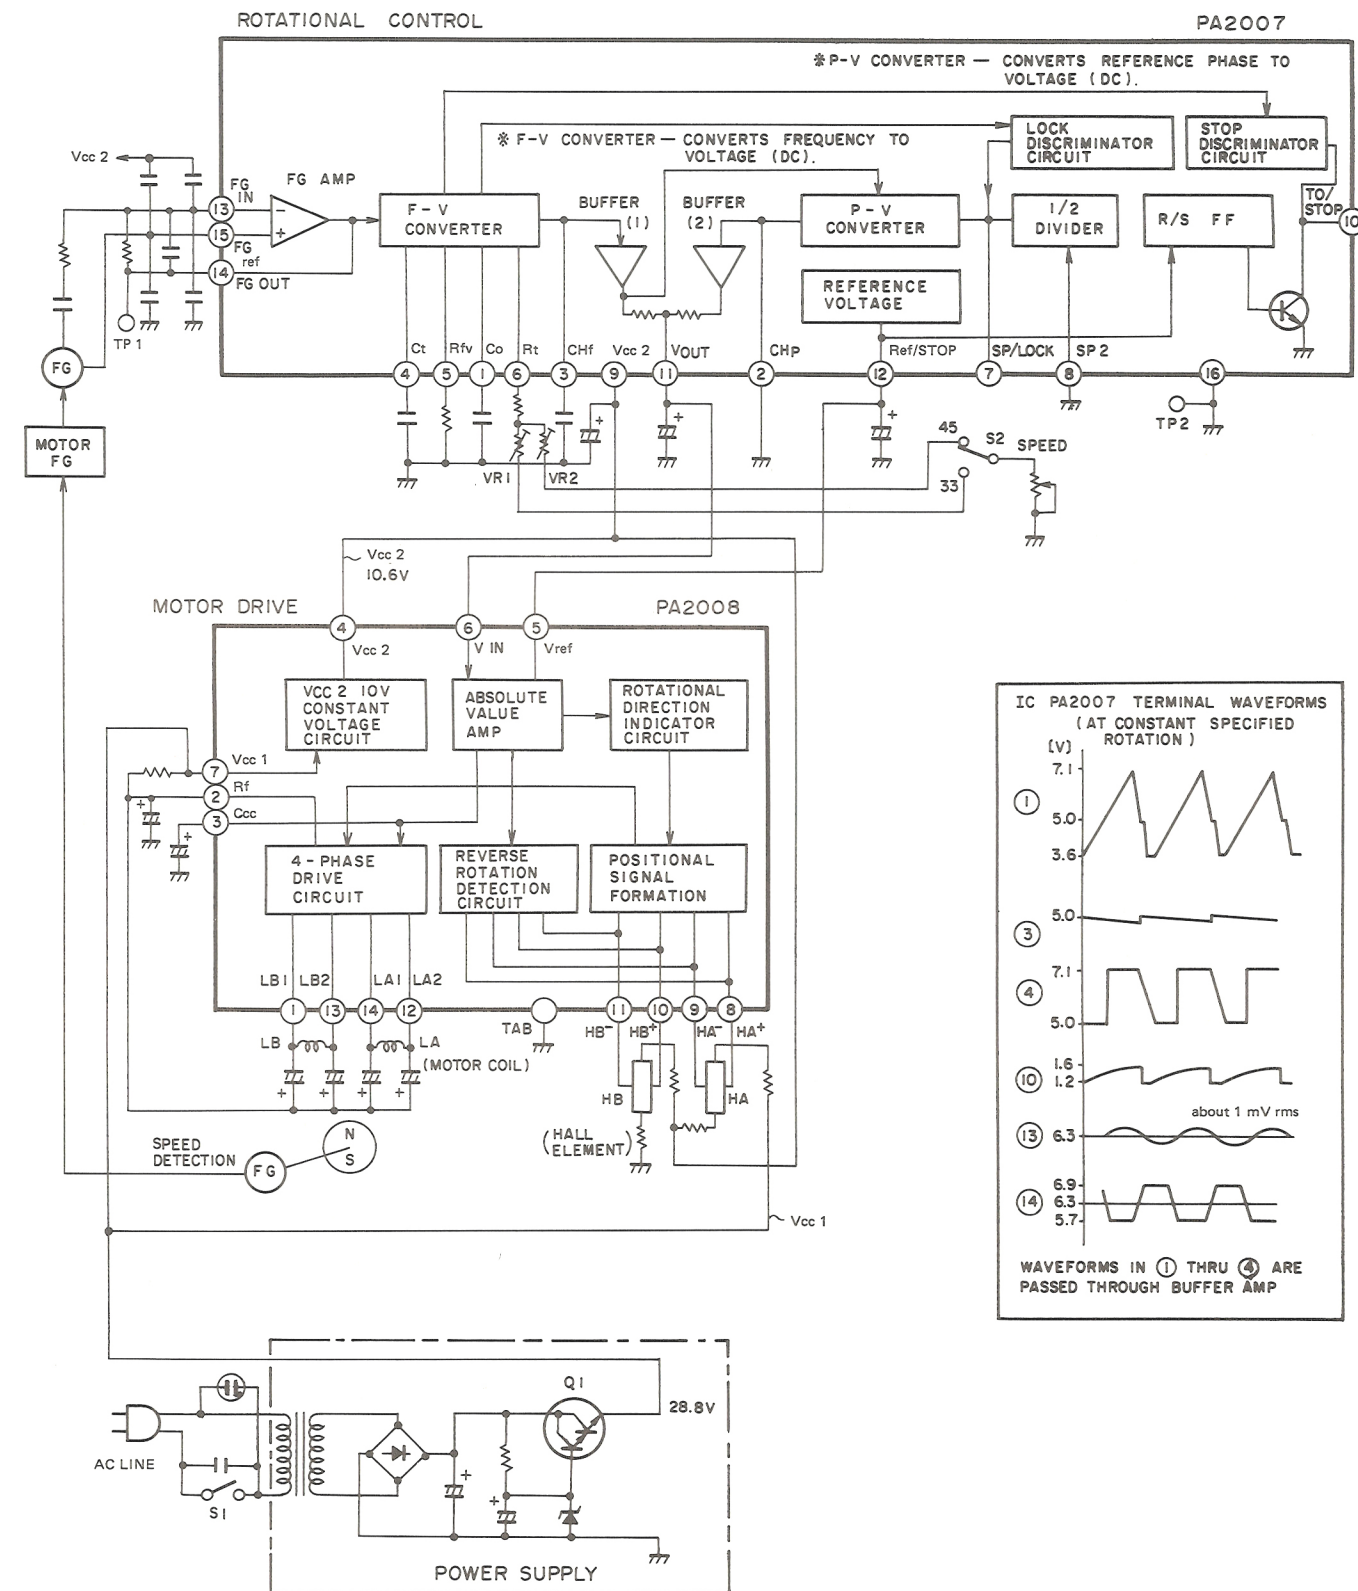 ROTATIONAL CONTROL
PA2007
※P-V CONVERTER — CONVERTS REFERENCE PHASE TO
VOLTAGE (DC).
※ F-V CONVERTER — CONVERTS FREQUENCY TO
VOLTAGE (DC).
LOCK
DISCRIMINATOR
CIRCUIT
STOP
DISCRIMINATOR
CIRCUIT
Vcc 2
FG
IN
FG AMP
13
15
FG
ref
14
FG OUT
−
+
F-V
CONVERTER
BUFFER
(1)
BUFFER
(2)
P-V
CONVERTER
1/2
DIVIDER
R/S FF
TO/
STOP
10
REFERENCE
VOLTAGE
TP 1
FG
MOTOR
FG
Ct
Rfv
Co
Rt
CHf
Vcc 2
VOUT
CHP
Ref/STOP
SP/LOCK
SP 2
4
5
1
6
3
9
11
2
12
7
8
16
+
+
+
TP2
VR1
VR2
45
S2
SPEED
33
Vcc 2
10.6V
MOTOR DRIVE
PA2008
4
6
5
Vcc 2
V IN
Vref
VCC 2 10V
CONSTANT
VOLTAGE
CIRCUIT
ABSOLUTE
VALUE
AMP
ROTATIONAL
DIRECTION
INDICATOR
CIRCUIT
7
Vcc 1
2
Rf
3
Ccc
+
+
4-PHASE
DRIVE
CIRCUIT
REVERSE
ROTATION
DETECTION
CIRCUIT
POSITIONAL
SIGNAL
FORMATION
LB1
LB2
LA1
LA2
1
13
14
12
TAB
11
10
9
8
HB-
HB+
HA-
HA+
LB
LA
(MOTOR COIL)
+
+
+
+
HB
HA
(HALL
ELEMENT)
SPEED
DETECTION
FG
N
S
Vcc 1
IC PA2007 TERMINAL WAVEFORMS
(AT CONSTANT SPECIFIED
ROTATION)
[V]
7.1
1
5.0
3.6
5.0
3
7.1
4
5.0
1.6
10
1.2
about 1 mV rms
13
6.3
6.9
14
6.3
5.7
WAVEFORMS IN 1 THRU 4 ARE
PASSED THROUGH BUFFER AMP
AC LINE
S1
Q1
28.8V
+
+
POWER SUPPLY